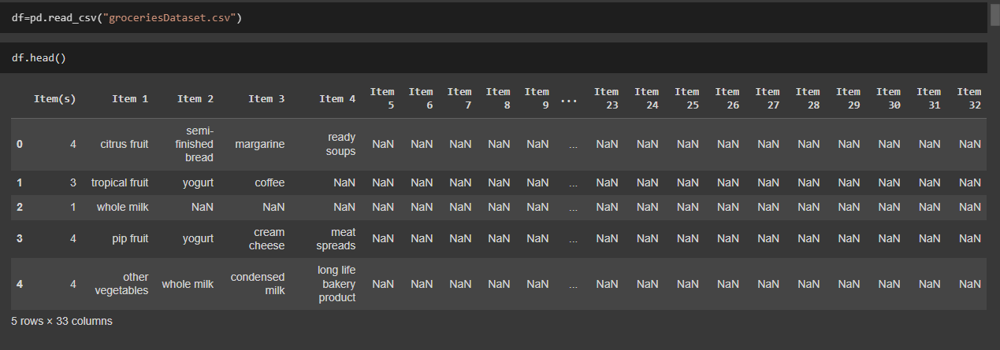 df=pd.read_csv("groceriesDataset.csv")
df.head()
Item(s) Item 1 Item 2 Item 3 Item 4 Item 5 Item 6 Item 7 Item 8 Item 9 ... Item 23 Item 24 Item 25 Item 26 Item 27 Item 28 Item 29 Item 30 Item 31 Item 32
0 4 citrus fruit semi-finished bread margarine ready soups NaN NaN NaN NaN NaN ... NaN NaN NaN NaN NaN NaN NaN NaN NaN NaN
1 3 tropical fruit yogurt coffee NaN NaN NaN NaN NaN NaN ... NaN NaN NaN NaN NaN NaN NaN NaN NaN NaN
2 1 whole milk NaN NaN NaN NaN NaN NaN NaN NaN ... NaN NaN NaN NaN NaN NaN NaN NaN NaN NaN
3 4 pip fruit yogurt cream cheese meat spreads NaN NaN NaN NaN NaN ... NaN NaN NaN NaN NaN NaN NaN NaN NaN NaN
4 4 other vegetables whole milk condensed milk long life bakery product NaN NaN NaN NaN NaN ... NaN NaN NaN NaN NaN NaN NaN NaN NaN NaN
5 rows × 33 columns